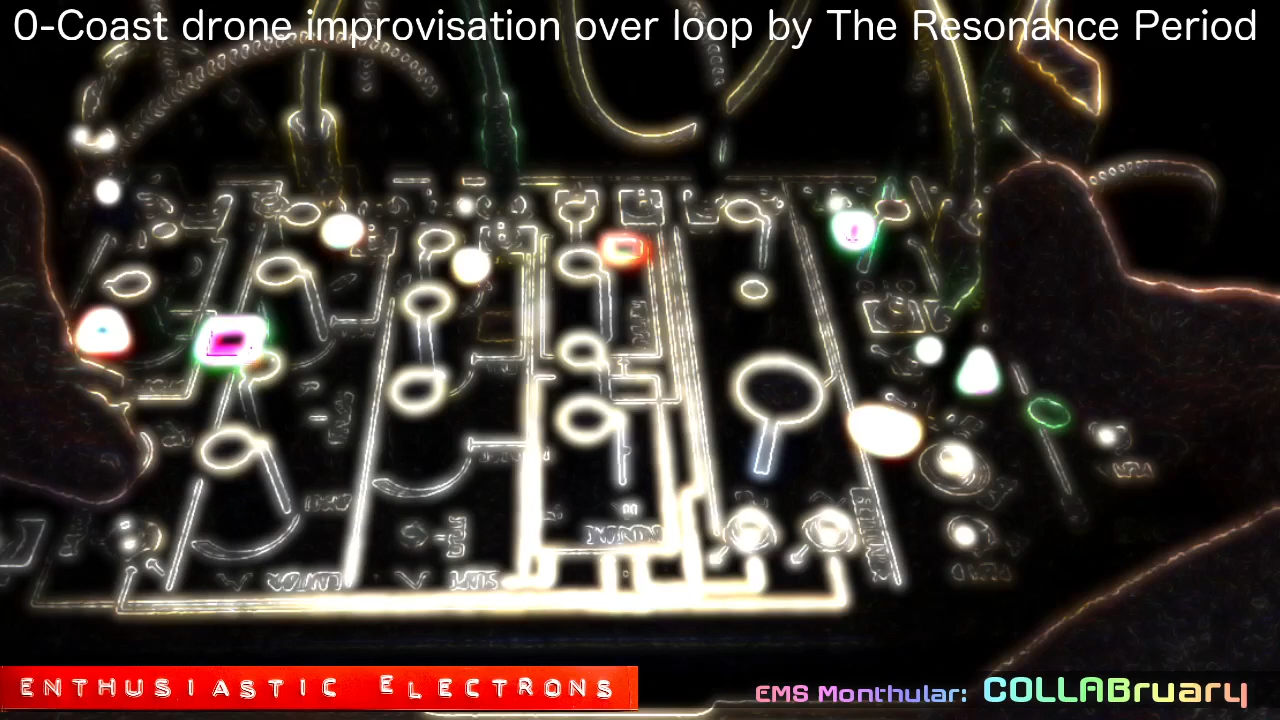 0-Coast drone improvisation over loop by The Resonance Period
ENTHUSIASTIC ELECTRONS
EMS Monthular: COLLABruary